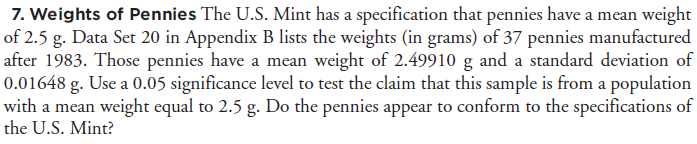 7. Weights of Pennies The U.S. Mint has a specification that pennies have a mean weight
of 2.5 g. Data Set 20 in Appendix B lists the weights (in grams) of 37 pennies manufactured
after 1983. Those pennies have a mean weight of 2.49910 g and a standard deviation of
0.01648 g. Use a 0.05 significance level to test the claim that this sample is from a population
with a mean weight equal to 2.5 g. Do the pennies appear to conform to the specifications of
the U.S. Mint?